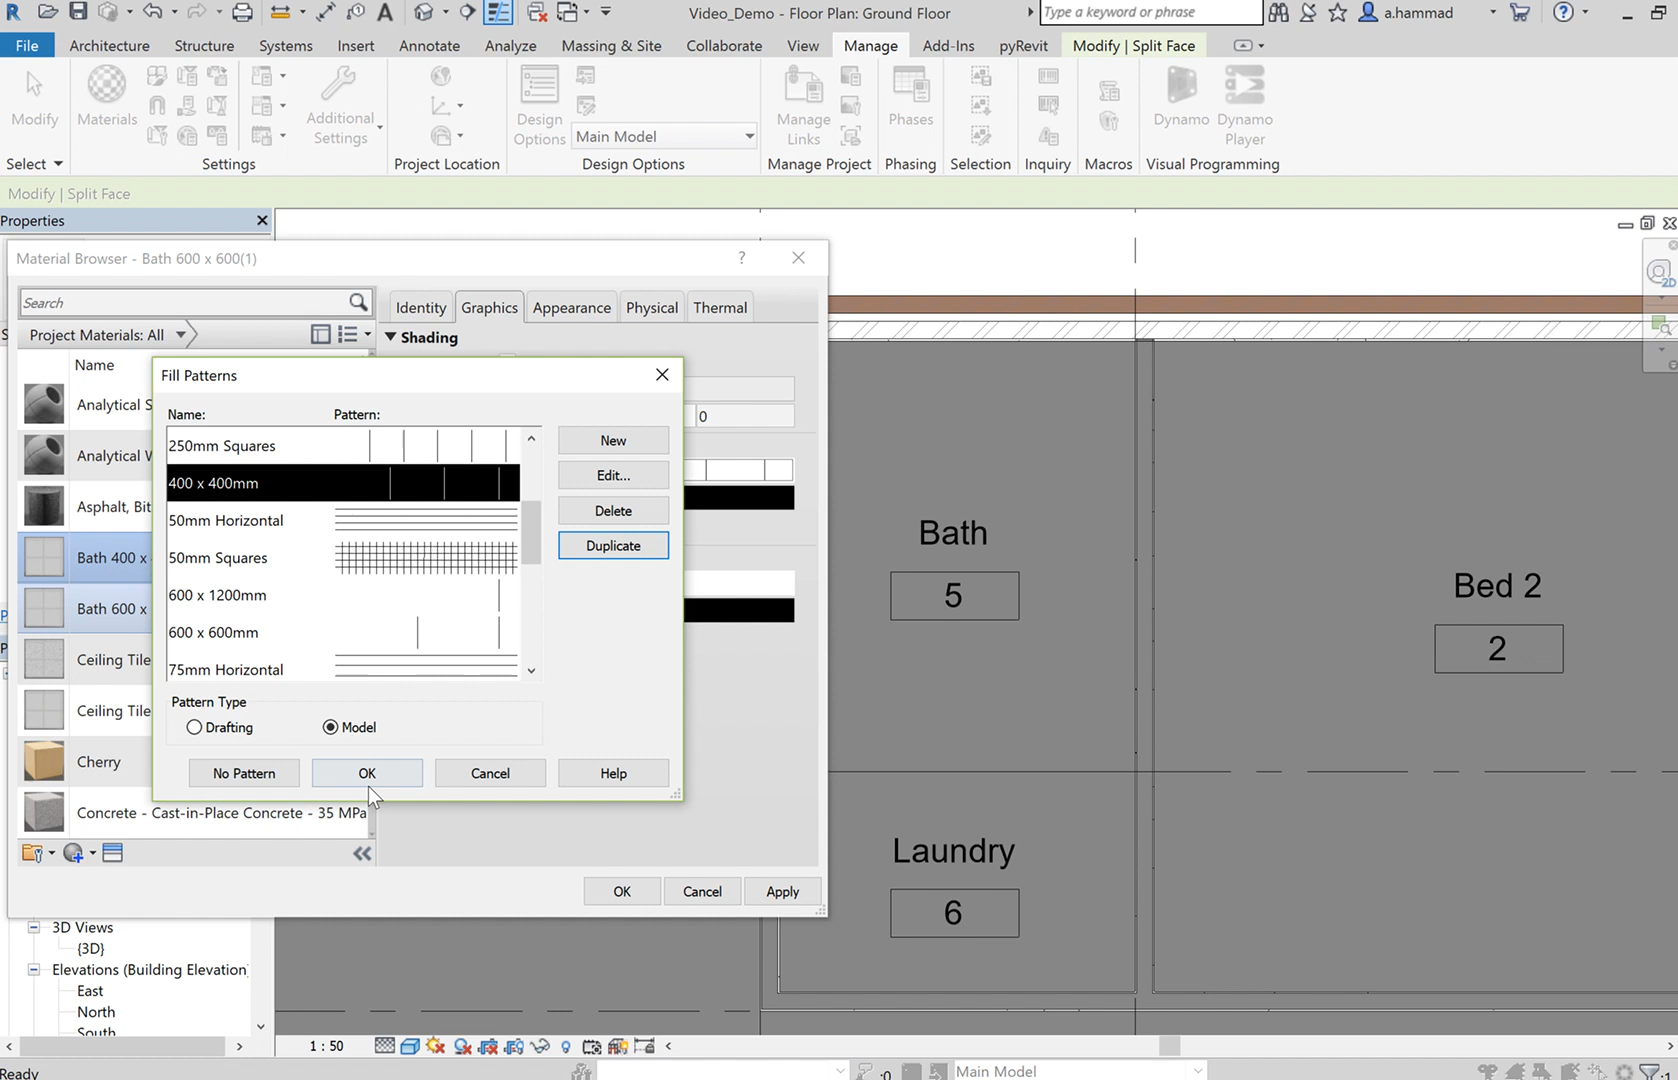 Video_Demo - Floor Plan: Ground Floor
Type a keyword or phrase
a.hammad
File Architecture Structure Systems Insert Annotate Analyze Massing & Site Collaborate View Manage Add-Ins pyRevit Modify | Split Face
Modify
Materials
Additional
Settings
Design
Options
Main Model
Manage
Links
Phases
Dynamo
Dynamo
Player
Select
Settings
Project Location
Design Options
Manage Project
Phasing
Selection
Inquiry
Macros
Visual Programming
Modify | Split Face
Properties
Material Browser - Bath 600 x 600(1)
?
Search
Project Materials: All
Name
Analytical S
Analytical W
Asphalt, Bit
Bath 400 x
Bath 600 x
Ceiling Tile
Ceiling Tile
Cherry
Concrete - Cast-in-Place Concrete - 35 MPa
Identity Graphics Appearance Physical Thermal
Shading
0
Fill Patterns
Name: Pattern:
250mm Squares
400 x 400mm
50mm Horizontal
50mm Squares
600 x 1200mm
600 x 600mm
75mm Horizontal
New
Edit...
Delete
Duplicate
Pattern Type
Drafting Model
No Pattern OK Cancel Help
OK Cancel Apply
Bath
5
Bed 2
2
Laundry
6
3D Views
{3D}
Elevations (Building Elevation)
East
North
South
1 : 50
2D
Ready
:0
Main Model
:1